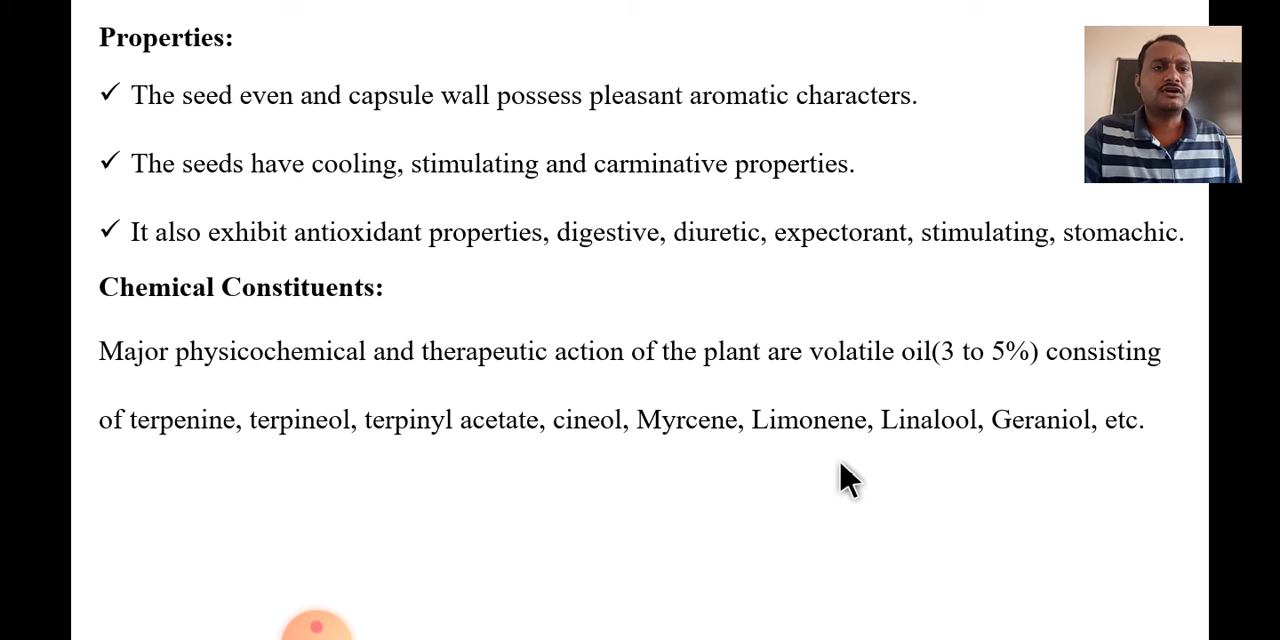 Properties:
✓ The seed even and capsule wall possess pleasant aromatic characters.
✓ The seeds have cooling, stimulating and carminative properties.
✓ It also exhibit antioxidant properties, digestive, diuretic, expectorant, stimulating, stomachic.
Chemical Constituents:
Major physicochemical and therapeutic action of the plant are volatile oil(3 to 5%) consisting
of terpenine, terpineol, terpinyl acetate, cineol, Myrcene, Limonene, Linalool, Geraniol, etc.